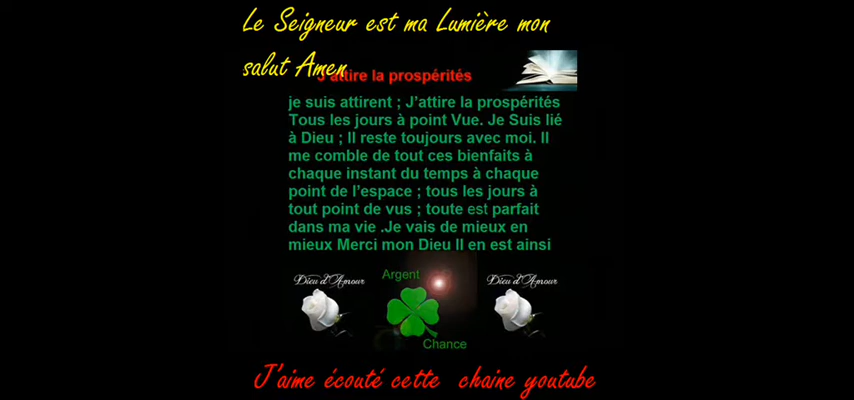 Le Seigneur est ma Lumière mon
salut Amen
J'attire la prospérités
je suis attirent ; J'attire la prospérités
Tous les jours à point Vue. Je Suis lié
à Dieu ; Il reste toujours avec moi. Il
me comble de tout ces bienfaits à
chaque instant du temps à chaque
point de l'espace ; tous les jours à
tout point de vus ; toute est parfait
dans ma vie .Je vais de mieux en
mieux Merci mon Dieu Il en est ainsi
Argent
Dieu d'Amour
Dieu d'Amour
Chance
J'aime écouté cette chaine youtube